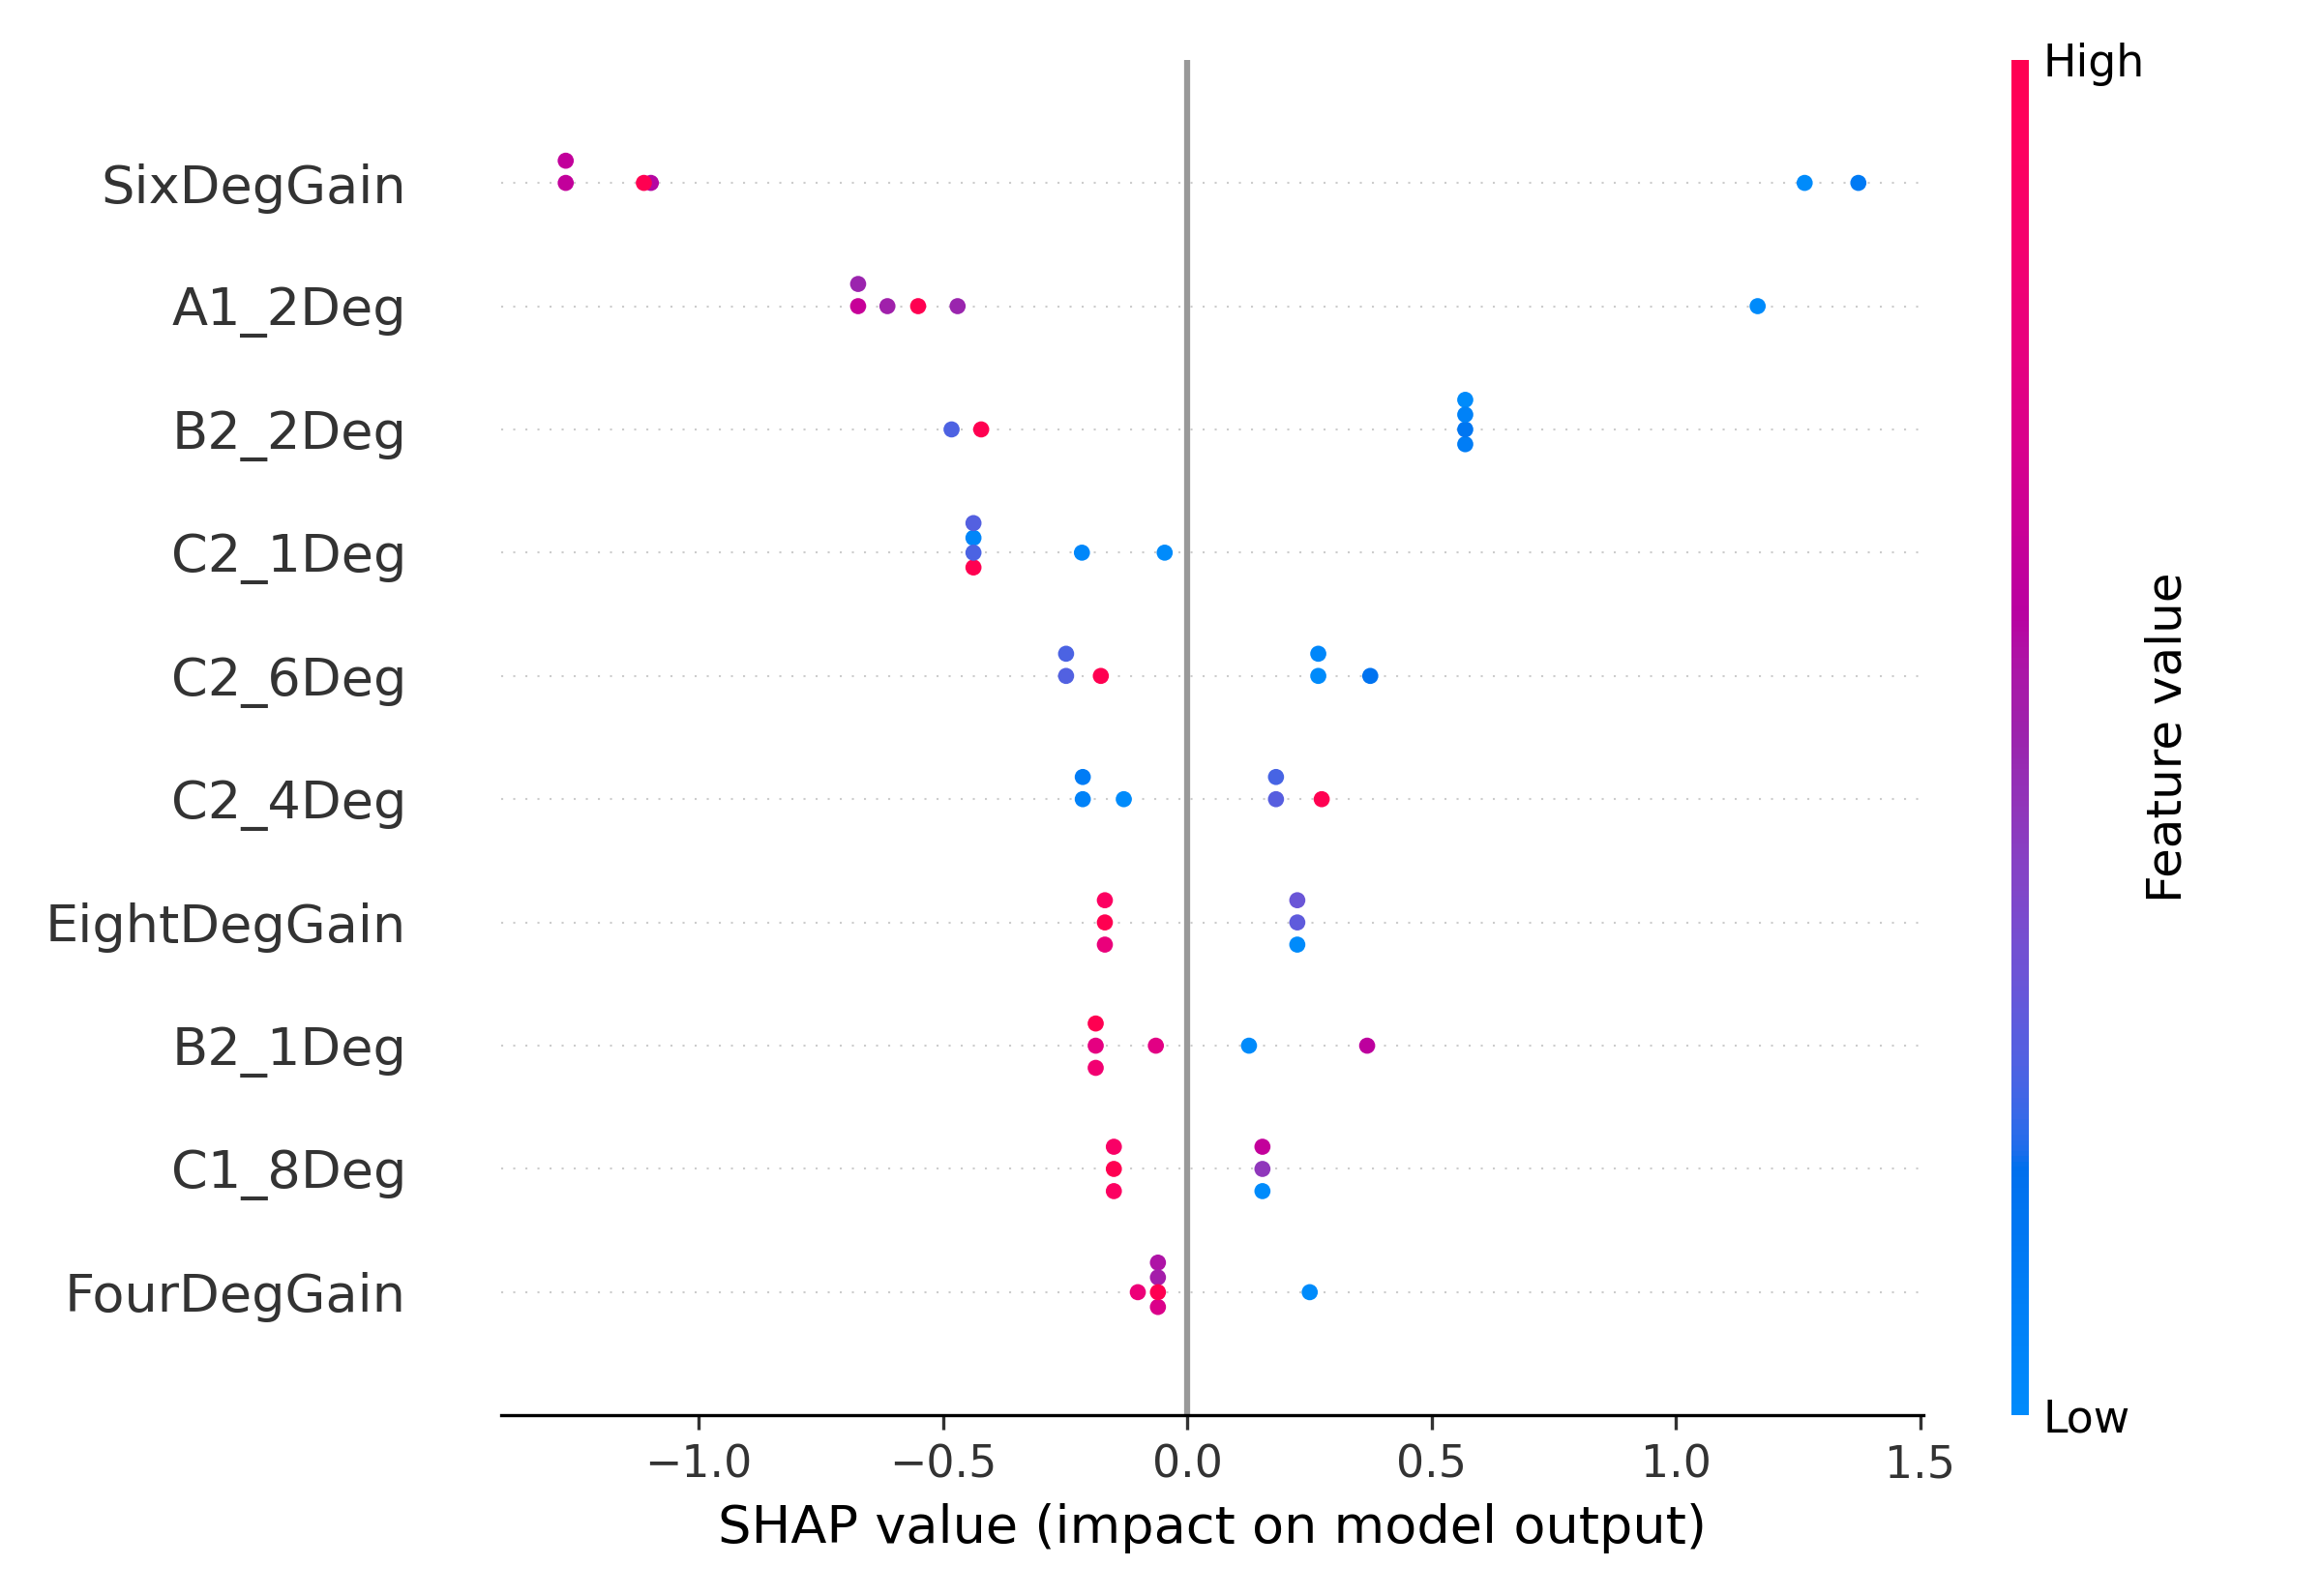 High
SixDegGain
A1_2Deg
B2_2Deg
C2_1Deg
C2_6Deg
C2_4Deg
EightDegGain
B2_1Deg
C1_8Deg
FourDegGain
Feature value
Low
−1.0 −0.5 0.0 0.5 1.0 1.5
SHAP value (impact on model output)